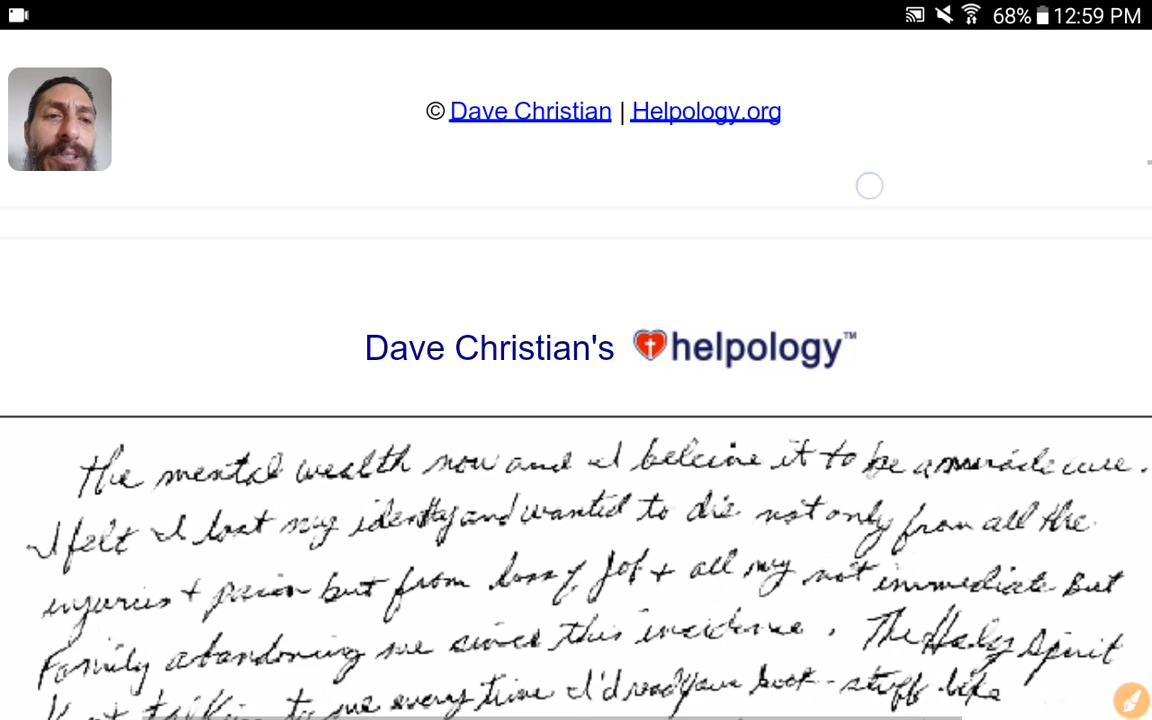 68% 12:59 PM
© Dave Christian | Helpology.org
Dave Christian's helpology™
The mental wealth now and I beleive it to be a miracle cure.
I felt I lost my identity and wanted to die not only from all the
injuries + pain but from loss of Job + all my not immediate But
Family abandoning me since this incidence. The Holy Spirit
Kept talking to me every time I'd read your book - stuff like